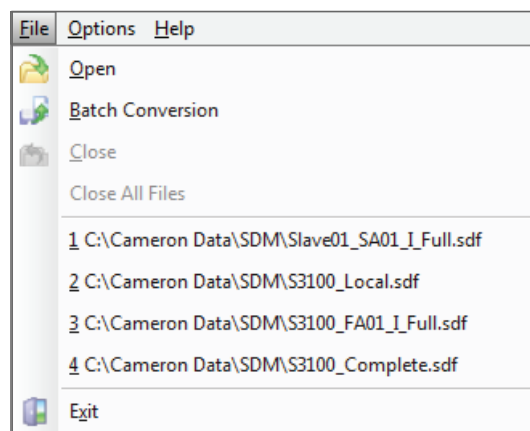 File Options Help
Open
Batch Conversion
Close
Close All Files
1 C:\Cameron Data\SDM\Slave01_SA01_I_Full.sdf
2 C:\Cameron Data\SDM\S3100_Local.sdf
3 C:\Cameron Data\SDM\S3100_FA01_I_Full.sdf
4 C:\Cameron Data\SDM\S3100_Complete.sdf
Exit